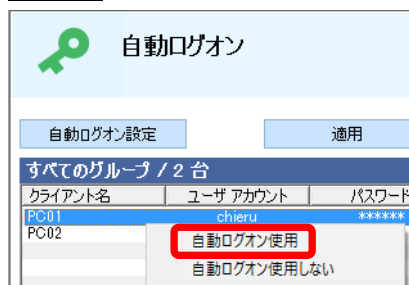 自動ログオン
自動ログオン設定 適用
すべてのグループ / 2 台
クライアント名 ユーザ アカウント パスワード
PC01 chieru ******
PC02
自動ログオン使用
自動ログオン使用しない